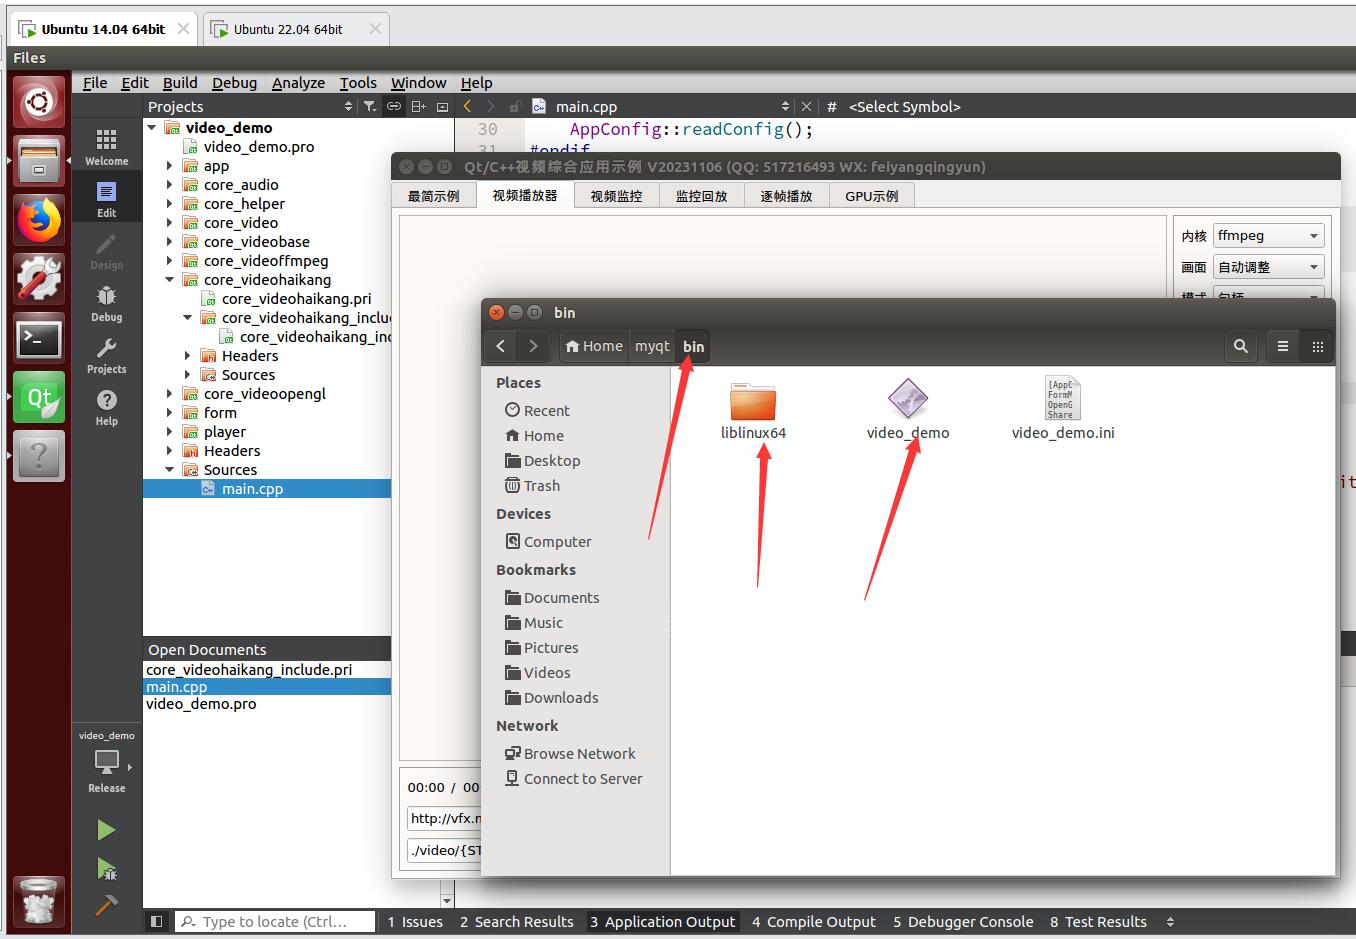 Ubuntu 14.04 64bit
Ubuntu 22.04 64bit
Files
File Edit Build Debug Analyze Tools Window Help
Projects
main.cpp
# <Select Symbol>
Welcome
Edit
Design
Debug
Projects
Help
video_demo
video_demo.pro
app
core_audio
core_helper
core_video
core_videobase
core_videoffmpeg
core_videohaikang
core_videohaikang.pri
core_videohaikang_inclu
core_videohaikang_inc
Headers
Sources
core_videoopengl
form
player
Headers
Sources
main.cpp
30 AppConfig::readConfig();
31 #endif
Qt/C++视频综合应用示例 V20231106 (QQ: 517216493 WX: feiyangqingyun)
最简示例 视频播放器 视频监控 监控回放 逐帧播放 GPU示例
内核 ffmpeg
画面 自动调整
模式 句柄
bin
Home myqt bin
Places
Recent
Home
Desktop
Trash
Devices
Computer
Bookmarks
Documents
Music
Pictures
Videos
Downloads
Network
Browse Network
Connect to Server
[AppC
FormM
OpenG
Share
liblinux64 video_demo video_demo.ini
it
Open Documents
core_videohaikang_include.pri
main.cpp
video_demo.pro
video_demo
Release
00:00 / 00
http://vfx.m
./video/{ST
Type to locate (Ctrl...
1 Issues 2 Search Results 3 Application Output 4 Compile Output 5 Debugger Console 8 Test Results